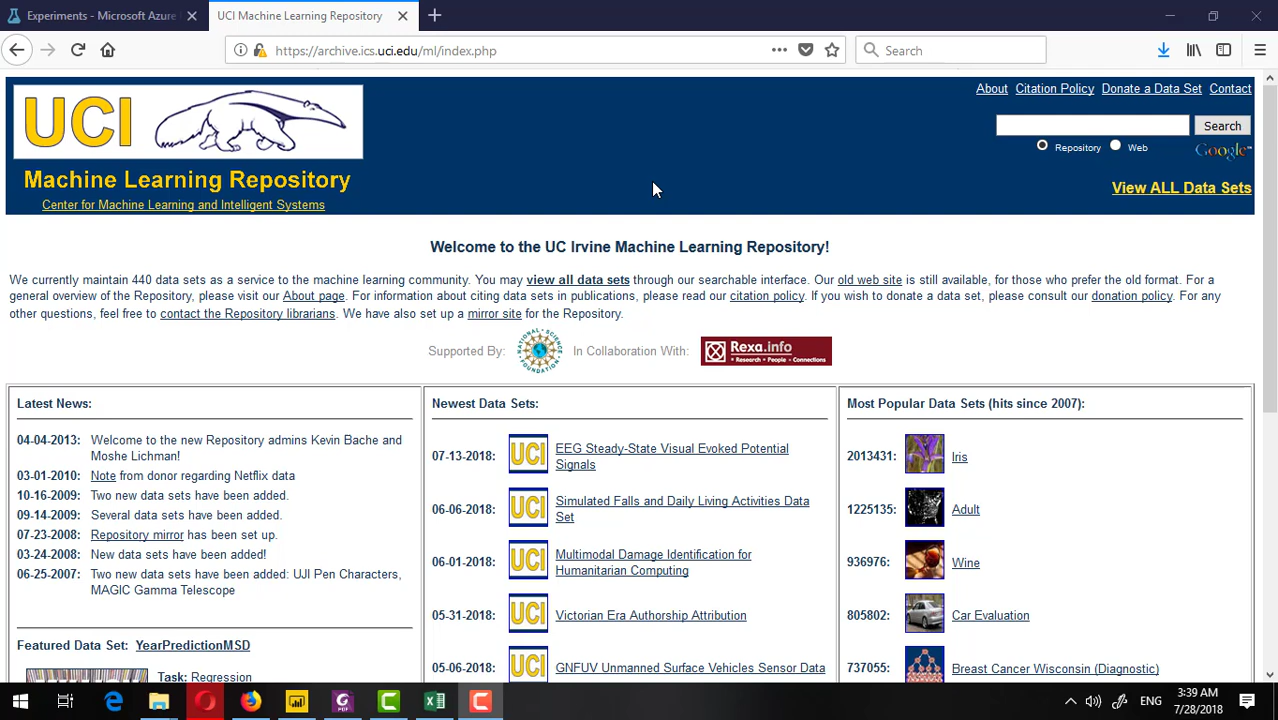 Experiments - Microsoft Azure
UCI Machine Learning Repository
https://archive.ics.uci.edu/ml/index.php
Search
UCI
About Citation Policy Donate a Data Set Contact
Search
Repository Web Google
Machine Learning Repository
View ALL Data Sets
Center for Machine Learning and Intelligent Systems
Welcome to the UC Irvine Machine Learning Repository!
We currently maintain 440 data sets as a service to the machine learning community. You may view all data sets through our searchable interface. Our old web site is still available, for those who prefer the old format. For a
general overview of the Repository, please visit our About page. For information about citing data sets in publications, please read our citation policy. If you wish to donate a data set, please consult our donation policy. For any
other questions, feel free to contact the Repository librarians. We have also set up a mirror site for the Repository.
Supported By: NATIONAL SCIENCE FOUNDATION In Collaboration With: Rexa.info
Research · People · Connections
Latest News:
04-04-2013: Welcome to the new Repository admins Kevin Bache and
Moshe Lichman!
03-01-2010: Note from donor regarding Netflix data
10-16-2009: Two new data sets have been added.
09-14-2009: Several data sets have been added.
07-23-2008: Repository mirror has been set up.
03-24-2008: New data sets have been added!
06-25-2007: Two new data sets have been added: UJI Pen Characters,
MAGIC Gamma Telescope
Featured Data Set: YearPredictionMSD
Task: Regression
Newest Data Sets:
07-13-2018: UCI EEG Steady-State Visual Evoked Potential
Signals
06-06-2018: UCI Simulated Falls and Daily Living Activities Data
Set
06-01-2018: UCI Multimodal Damage Identification for
Humanitarian Computing
05-31-2018: UCI Victorian Era Authorship Attribution
05-06-2018: UCI GNFUV Unmanned Surface Vehicles Sensor Data
Most Popular Data Sets (hits since 2007):
2013431: Iris
1225135: Adult
936976: Wine
805802: Car Evaluation
737055: Breast Cancer Wisconsin (Diagnostic)
PDF
ENG
3:39 AM
7/28/2018